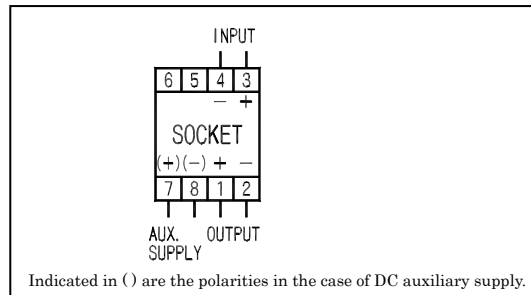 INPUT
6 5 4 3
− +
SOCKET
(+)(−) + −
7 8 1 2
AUX. OUTPUT
SUPPLY
Indicated in ( ) are the polarities in the case of DC auxiliary supply.